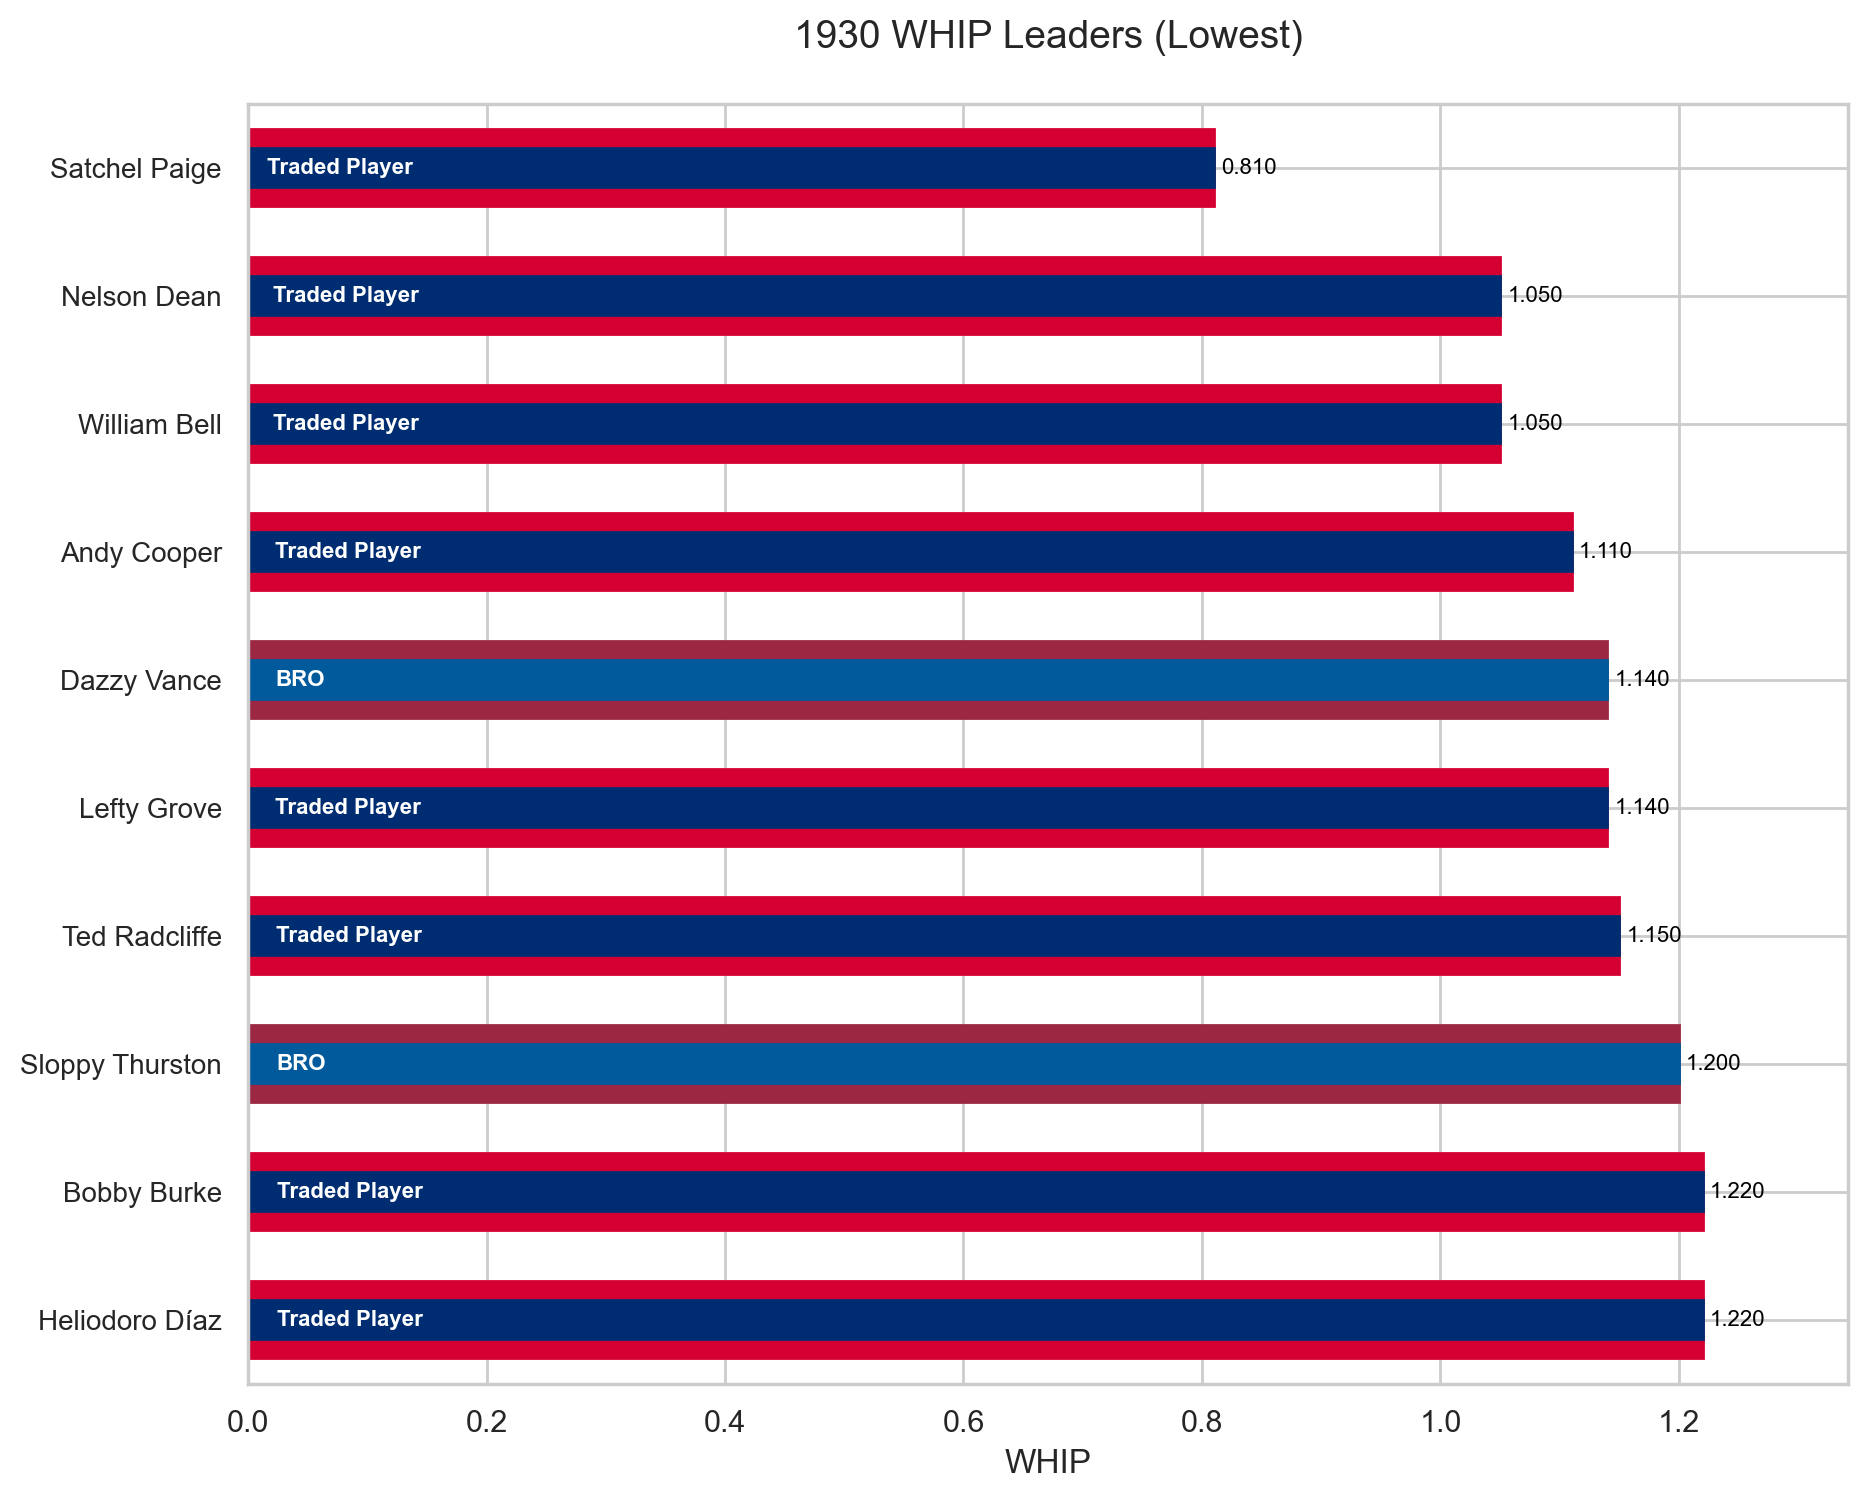 1930 WHIP Leaders (Lowest)
Satchel Paige Traded Player 0.810
Nelson Dean Traded Player 1.050
William Bell Traded Player 1.050
Andy Cooper Traded Player 1.110
Dazzy Vance BRO 1.140
Lefty Grove Traded Player 1.140
Ted Radcliffe Traded Player 1.150
Sloppy Thurston BRO 1.200
Bobby Burke Traded Player 1.220
Heliodoro Díaz Traded Player 1.220
0.0 0.2 0.4 0.6 0.8 1.0 1.2
WHIP